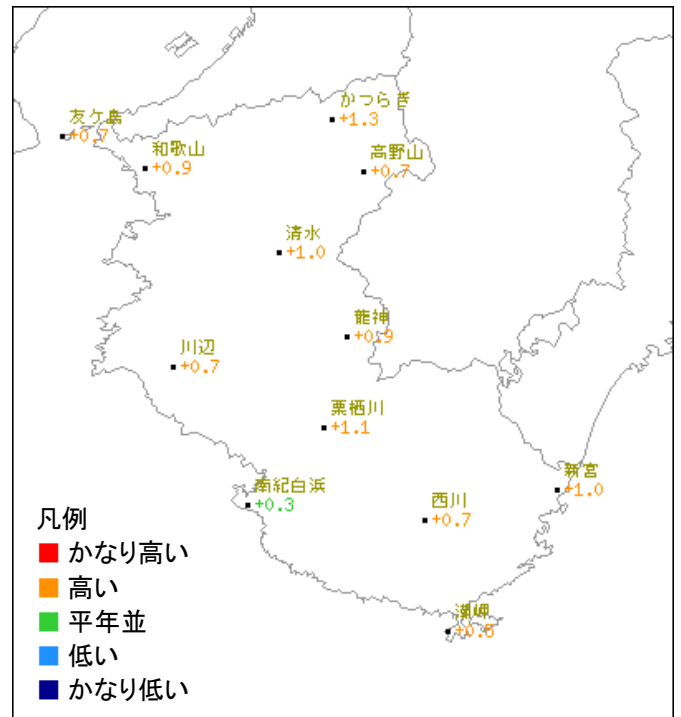 かつらぎ
+1.3
友ケ島
+0.7
和歌山
+0.9
高野山
+0.7
清水
+1.0
龍神
+0.9
川辺
+0.7
栗栖川
+1.1
南紀白浜
+0.3
新宮
+1.0
西川
+0.7
潮岬
凡例
かなり高い
高い
平年並
低い
かなり低い